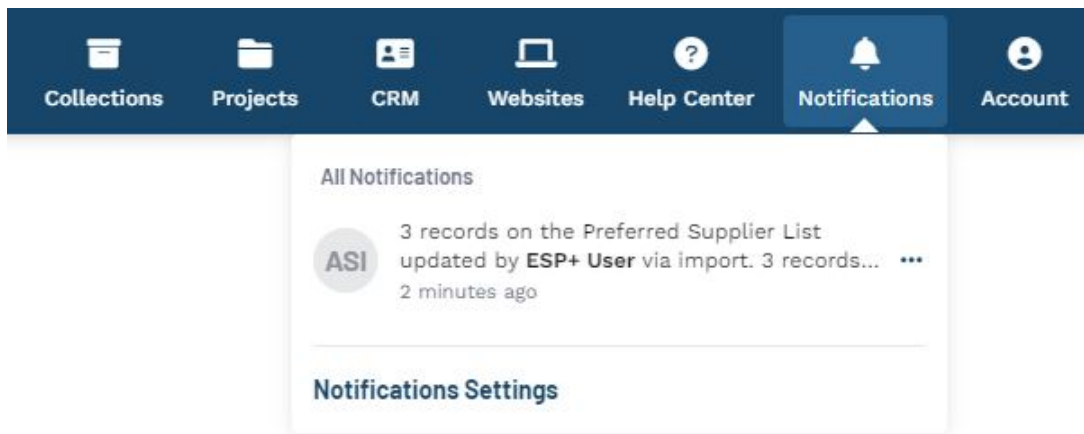 Collections Projects CRM Websites Help Center Notifications Account
All Notifications
ASI
3 records on the Preferred Supplier List
updated by ESP+ User via import. 3 records... •••
2 minutes ago
Notifications Settings